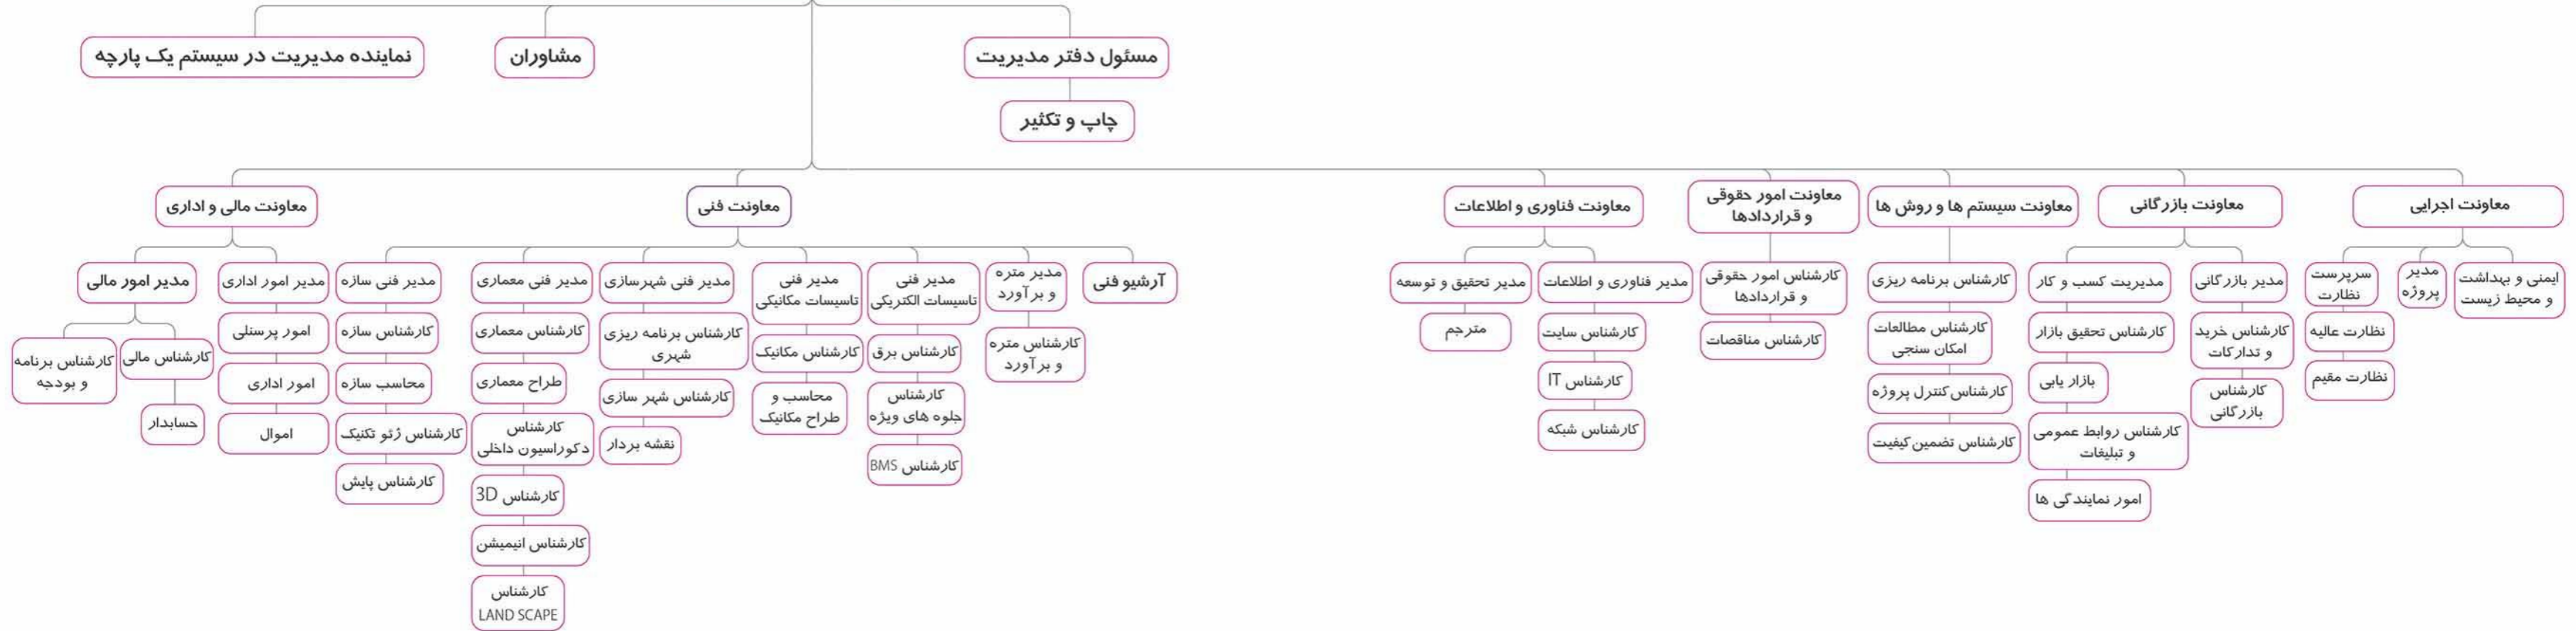 مسئول دفتر مدیریت
مشاوران
نماینده مدیریت در سیستم یک پارچه
چاپ و تکثیر
معاونت اجرایی
معاونت بازرگانی
معاونت سیستم ها و روش ها
معاونت امور حقوقی
و قراردادها
معاونت فناوری و اطلاعات
معاونت فنی
معاونت مالی و اداری
ایمنی و بهداشت
و محیط زیست
مدیر
پروژه
سرپرست
نظارت
نظارت عالیه
نظارت مقیم
مدیر بازرگانی
کارشناس خرید
و تدارکات
کارشناس
بازرگانی
مدیریت کسب و کار
کارشناس تحقیق بازار
بازار یابی
کارشناس روابط عمومی
و تبلیغات
امور نمایندگی ها
کارشناس برنامه ریزی
کارشناس مطالعات
امکان سنجی
کارشناس کنترل پروژه
کارشناس تضمین کیفیت
کارشناس امور حقوقی
و قراردادها
کارشناس مناقصات
مدیر فناوری و اطلاعات
کارشناس سایت
کارشناس IT
کارشناس شبکه
مدیر تحقیق و توسعه
مترجم
آرشیو فنی
مدیر متره
و برآورد
کارشناس متره
و برآورد
مدیر فنی
تاسیسات الکتریکی
کارشناس برق
کارشناس
جلوه های ویژه
کارشناس BMS
مدیر فنی
تاسیسات مکانیکی
کارشناس مکانیک
محاسب و
طراح مکانیک
مدیر فنی شهرسازی
کارشناس برنامه ریزی
شهری
کارشناس شهر سازی
نقشه بردار
مدیر فنی معماری
کارشناس معماری
طراح معماری
کارشناس
دکوراسیون داخلی
کارشناس 3D
کارشناس انیمیشن
کارشناس
LAND SCAPE
مدیر فنی سازه
کارشناس سازه
محاسب سازه
کارشناس ژئو تکنیک
کارشناس پایش
مدیر امور اداری
امور پرسنلی
امور اداری
اموال
مدیر امور مالی
کارشناس مالی
حسابدار
کارشناس برنامه
و بودجه